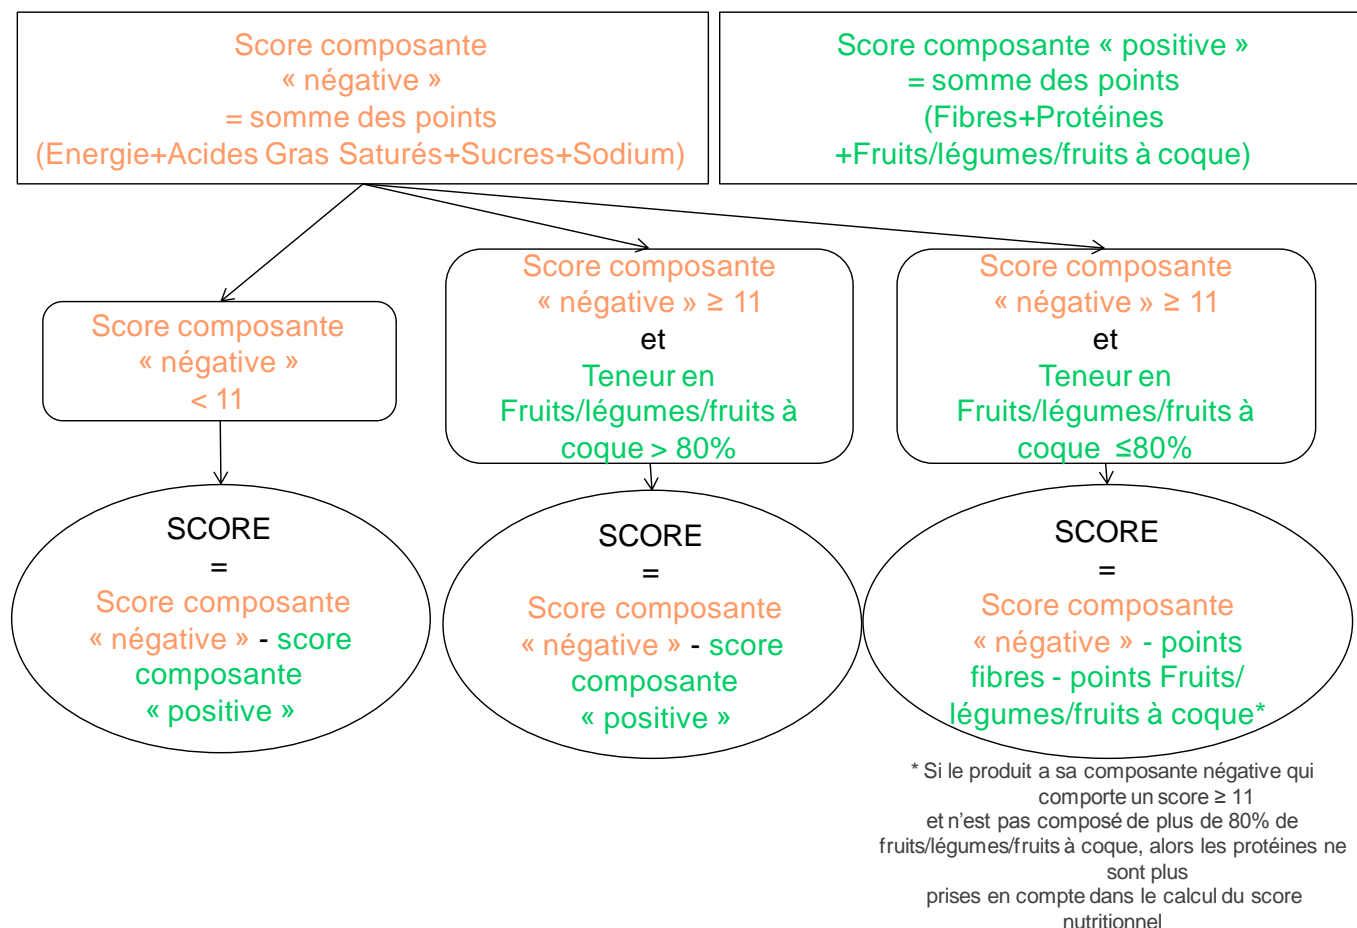 Score composante
« négative »
= somme des points
(Energie+Acides Gras Saturés+Sucres+Sodium)
Score composante « positive »
= somme des points
(Fibres+Protéines
+Fruits/légumes/fruits à coque)
Score composante
« négative »
< 11
Score composante
« négative » ≥ 11
et
Teneur en
Fruits/légumes/fruits à
coque > 80%
Score composante
« négative » ≥ 11
et
Teneur en
Fruits/légumes/fruits à
coque ≤80%
SCORE
=
Score composante
« négative » - score
composante
« positive »
SCORE
=
Score composante
« négative » - score
composante
« positive »
SCORE
=
Score composante
« négative » - points
fibres - points Fruits/
légumes/fruits à coque*
* Si le produit a sa composante négative qui
comporte un score ≥ 11
et n’est pas composé de plus de 80% de
fruits/légumes/fruits à coque, alors les protéines ne
sont plus
prises en compte dans le calcul du score
nutritionnel